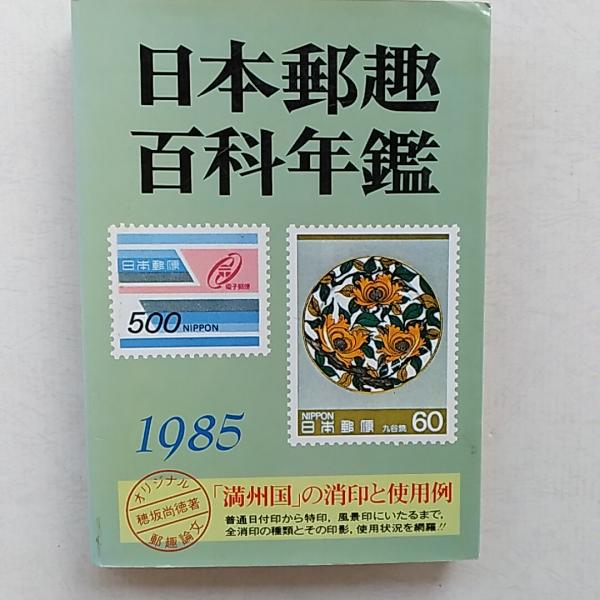 日本郵趣
百科年鑑
日本郵便
電子郵便
500 NIPPON
NIPPON
日本郵便 九谷焼 60
1985
オリジナル
穂坂尚徳著
郵趣論文
「満州国」の消印と使用例
普通日付印から特印，風景印にいたるまで，
全消印の種類とその印影，使用状況を網羅!!